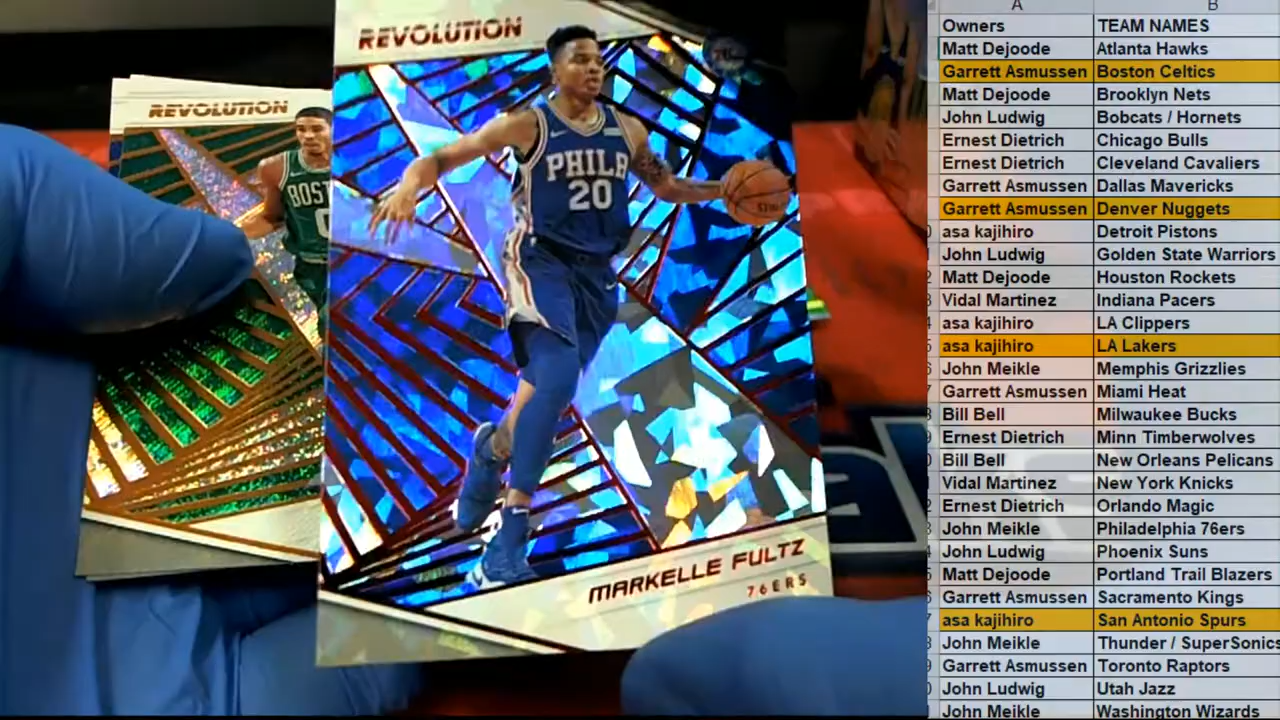 REVOLUTION
REVOLUTION
BOST
0
PHILA
20
MARKELLE FULTZ
76ERS
A B
Owners TEAM NAMES
Matt Dejoode Atlanta Hawks
Garrett Asmussen Boston Celtics
Matt Dejoode Brooklyn Nets
John Ludwig Bobcats / Hornets
Ernest Dietrich Chicago Bulls
Ernest Dietrich Cleveland Cavaliers
Garrett Asmussen Dallas Mavericks
Garrett Asmussen Denver Nuggets
asa kajihiro Detroit Pistons
John Ludwig Golden State Warriors
Matt Dejoode Houston Rockets
Vidal Martinez Indiana Pacers
asa kajihiro LA Clippers
asa kajihiro LA Lakers
John Meikle Memphis Grizzlies
Garrett Asmussen Miami Heat
Bill Bell Milwaukee Bucks
Ernest Dietrich Minn Timberwolves
Bill Bell New Orleans Pelicans
Vidal Martinez New York Knicks
Ernest Dietrich Orlando Magic
John Meikle Philadelphia 76ers
John Ludwig Phoenix Suns
Matt Dejoode Portland Trail Blazers
Garrett Asmussen Sacramento Kings
asa kajihiro San Antonio Spurs
John Meikle Thunder / SuperSonics
Garrett Asmussen Toronto Raptors
John Ludwig Utah Jazz
John Meikle Washington Wizards